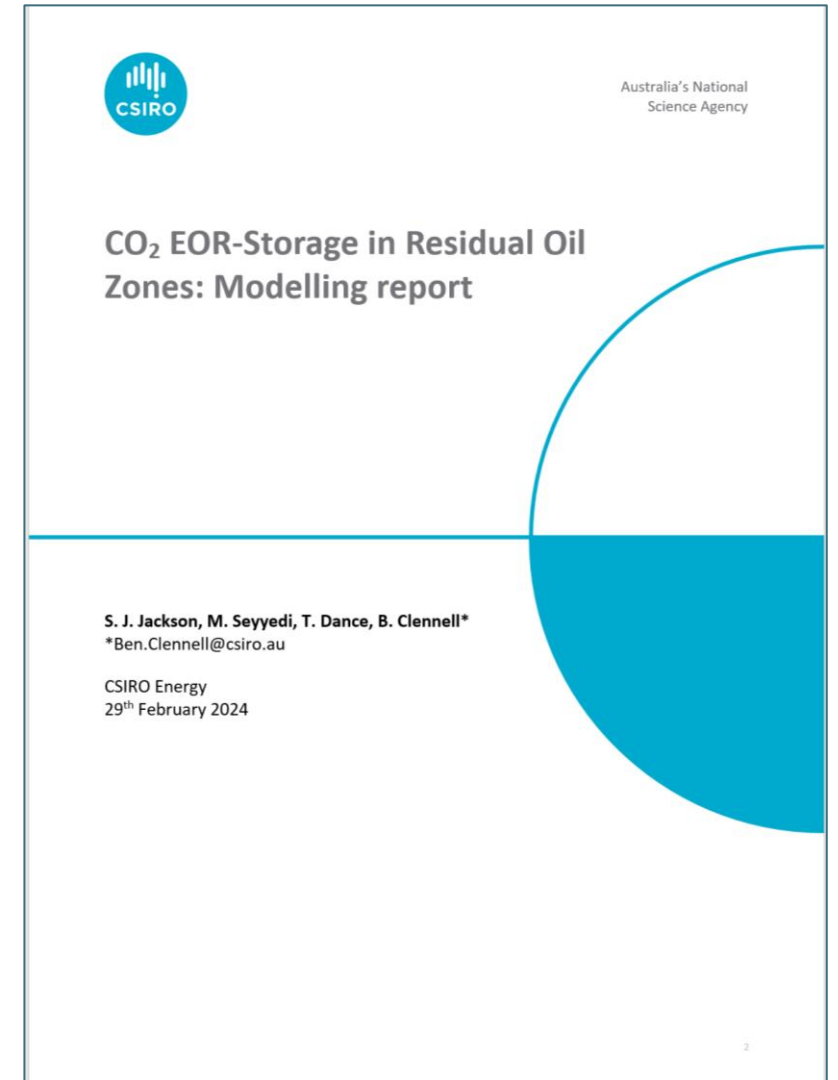 CSIRO
Australia's National
Science Agency
CO₂ EOR-Storage in Residual Oil
Zones: Modelling report
S. J. Jackson, M. Seyyedi, T. Dance, B. Clennell*
*Ben.Clennell@csiro.au
CSIRO Energy
29th February 2024
2